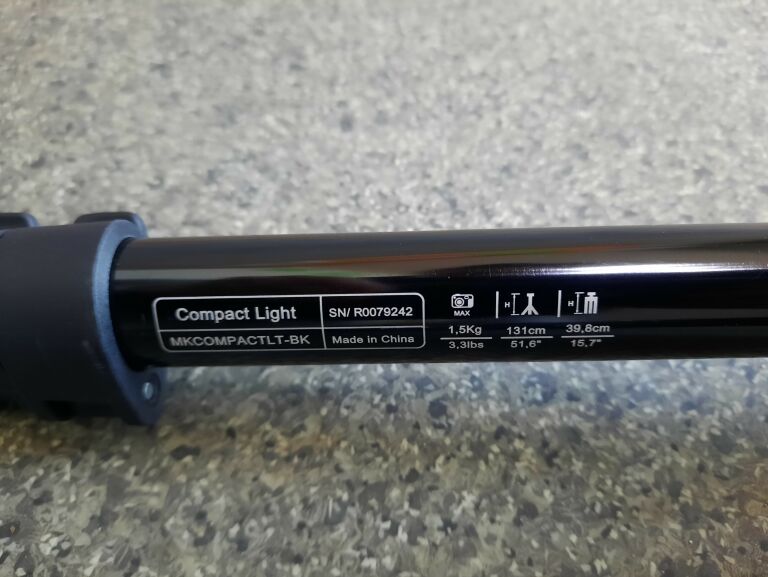 Compact Light
SN/ R0079242
MKCOMPACTLT-BK
Made in China
MAX
1,5Kg
3,3lbs
H
131cm
51,6"
H
39,8cm
15,7"